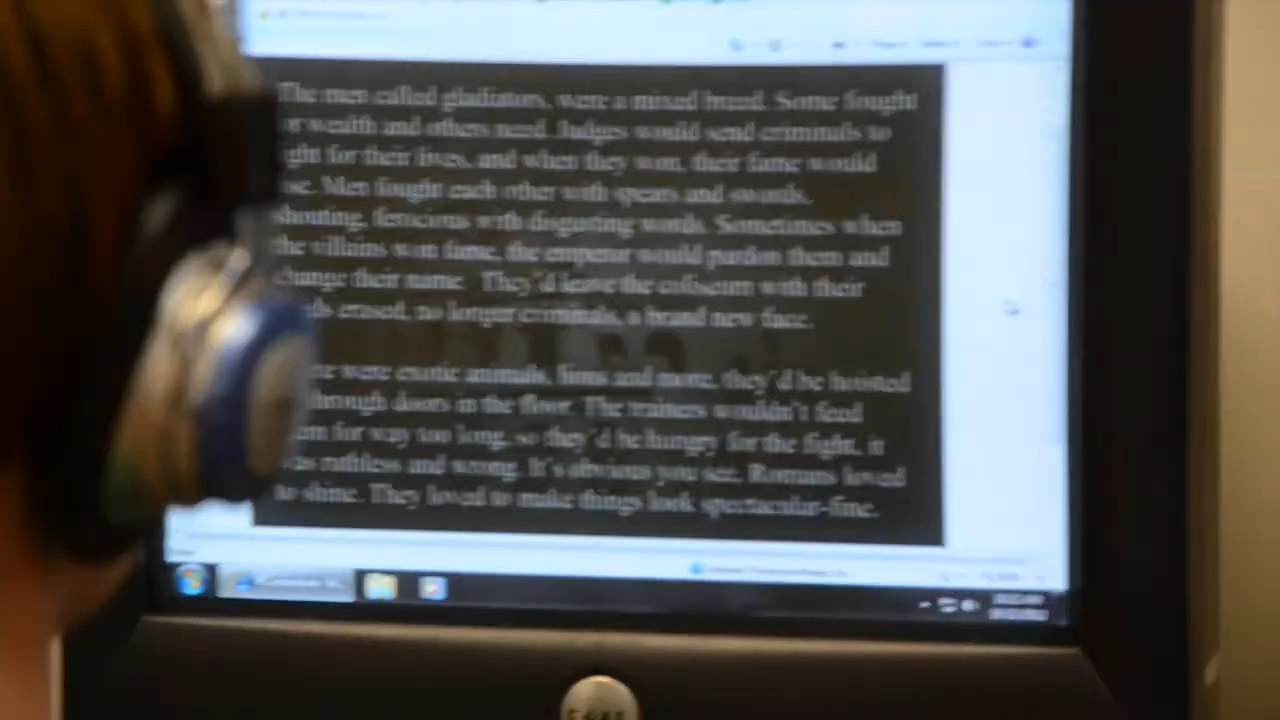 The men called gladiators, were a mixed breed. Some fought
or wealth and others need. Judges would send criminals to
ght for their lives, and when they won, their fame would
se. Men fought each other with spears and swords,
shouting, ferocious with disgusting words. Sometimes when
the villains won fame, the emperor would pardon them and
change their name. They'd leave the coliseum with their
ds erased, no longer criminals, a brand new face.
re were exotic animals, lions and more, they'd be hoisted
through doors in the floor. The trainers wouldn't feed
em for way too long, so they'd be hungry for the fight, it
as ruthless and wrong. It's obvious you see, Romans loved
to shine. They loved to make things look spectacular-fine.